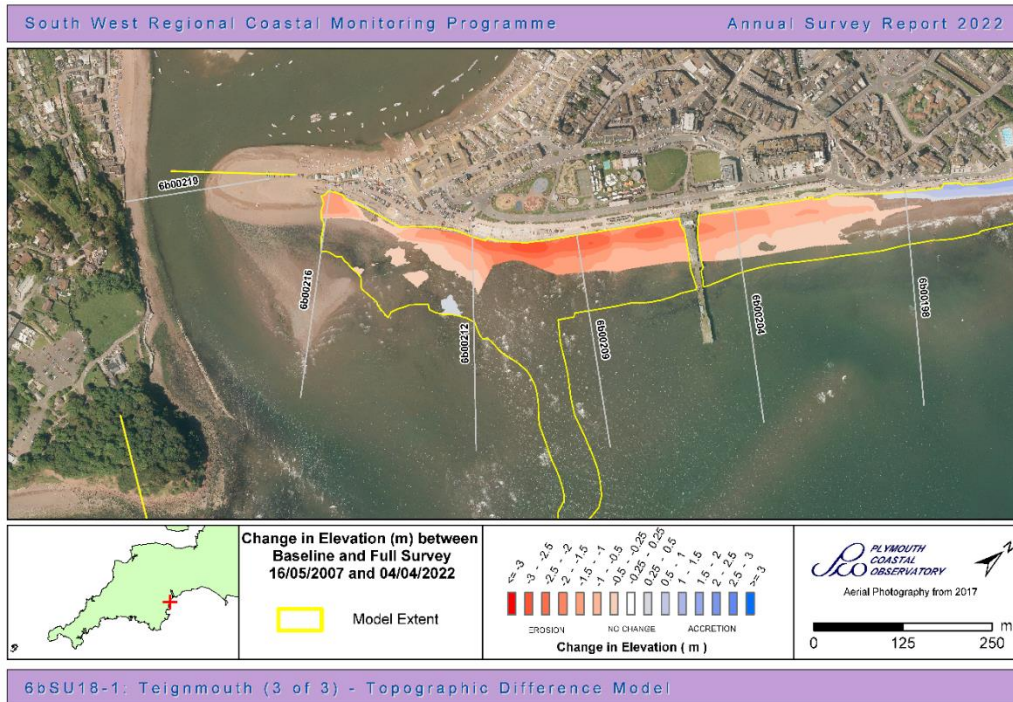 South West Regional Coastal Monitoring Programme Annual Survey Report 2022
6b00219
6b00216
6b00212
6b00209
6b00204
6b00198
Change in Elevation (m) between
Baseline and Full Survey
16/05/2007 and 04/04/2022
Model Extent
<= -3
-3 - -2.5
-2.5 - -2
-2 - -1.5
-1.5 - -1
-1 - -0.5
-0.5 - -0.25
-0.25 - 0.25
0.25 - 0.5
0.5 - 1
1 - 1.5
1.5 - 2
2 - 2.5
2.5 - 3
>= 3
EROSION NO CHANGE ACCRETION
Change in Elevation ( m )
PLYMOUTH
COASTAL
OBSERVATORY
Aerial Photography from 2017
N
m
0 125 250
6bSU18-1: Teignmouth (3 of 3) - Topographic Difference Model